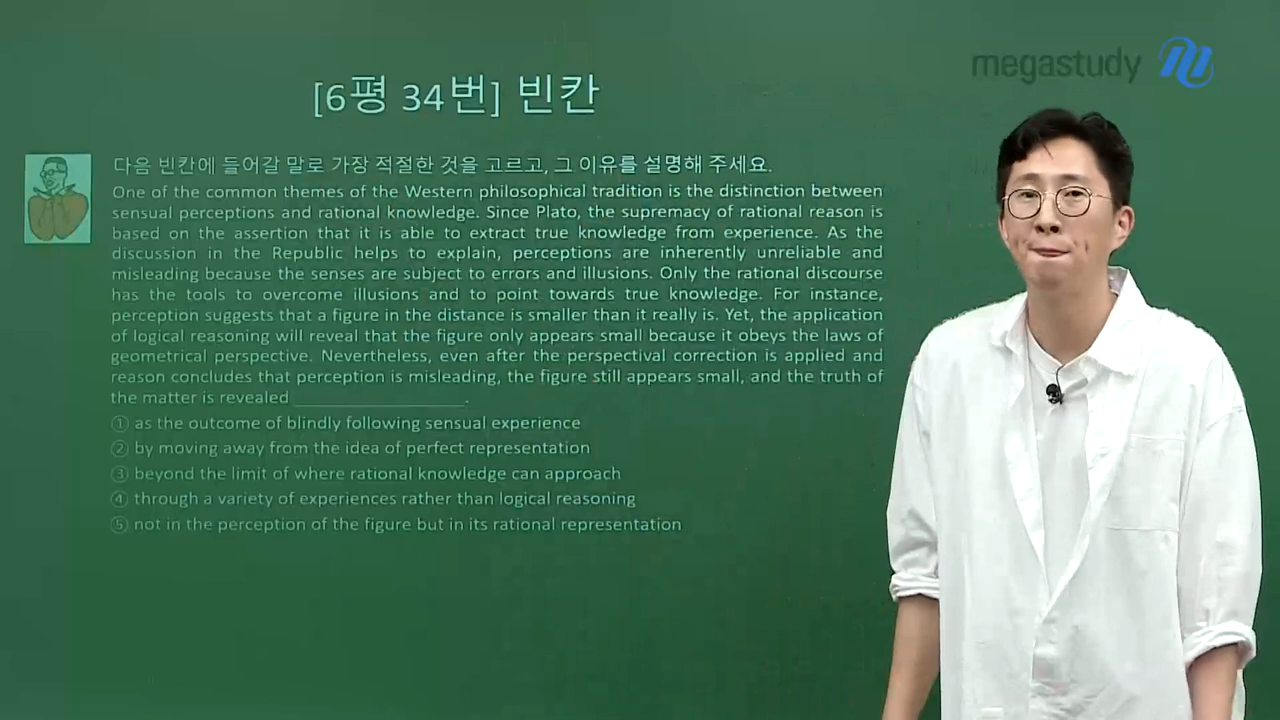 megastudy
[6평 34번] 빈칸
다음 빈칸에 들어갈 말로 가장 적절한 것을 고르고, 그 이유를 설명해 주세요.
One of the common themes of the Western philosophical tradition is the distinction between
sensual perceptions and rational knowledge. Since Plato, the supremacy of rational reason is
based on the assertion that it is able to extract true knowledge from experience. As the
discussion in the Republic helps to explain, perceptions are inherently unreliable and
misleading because the senses are subject to errors and illusions. Only the rational discourse
has the tools to overcome illusions and to point towards true knowledge. For instance,
perception suggests that a figure in the distance is smaller than it really is. Yet, the application
of logical reasoning will reveal that the figure only appears small because it obeys the laws of
geometrical perspective. Nevertheless, even after the perspectival correction is applied and
reason concludes that perception is misleading, the figure still appears small, and the truth of
the matter is revealed ____________________.
① as the outcome of blindly following sensual experience
② by moving away from the idea of perfect representation
③ beyond the limit of where rational knowledge can approach
④ through a variety of experiences rather than logical reasoning
⑤ not in the perception of the figure but in its rational representation